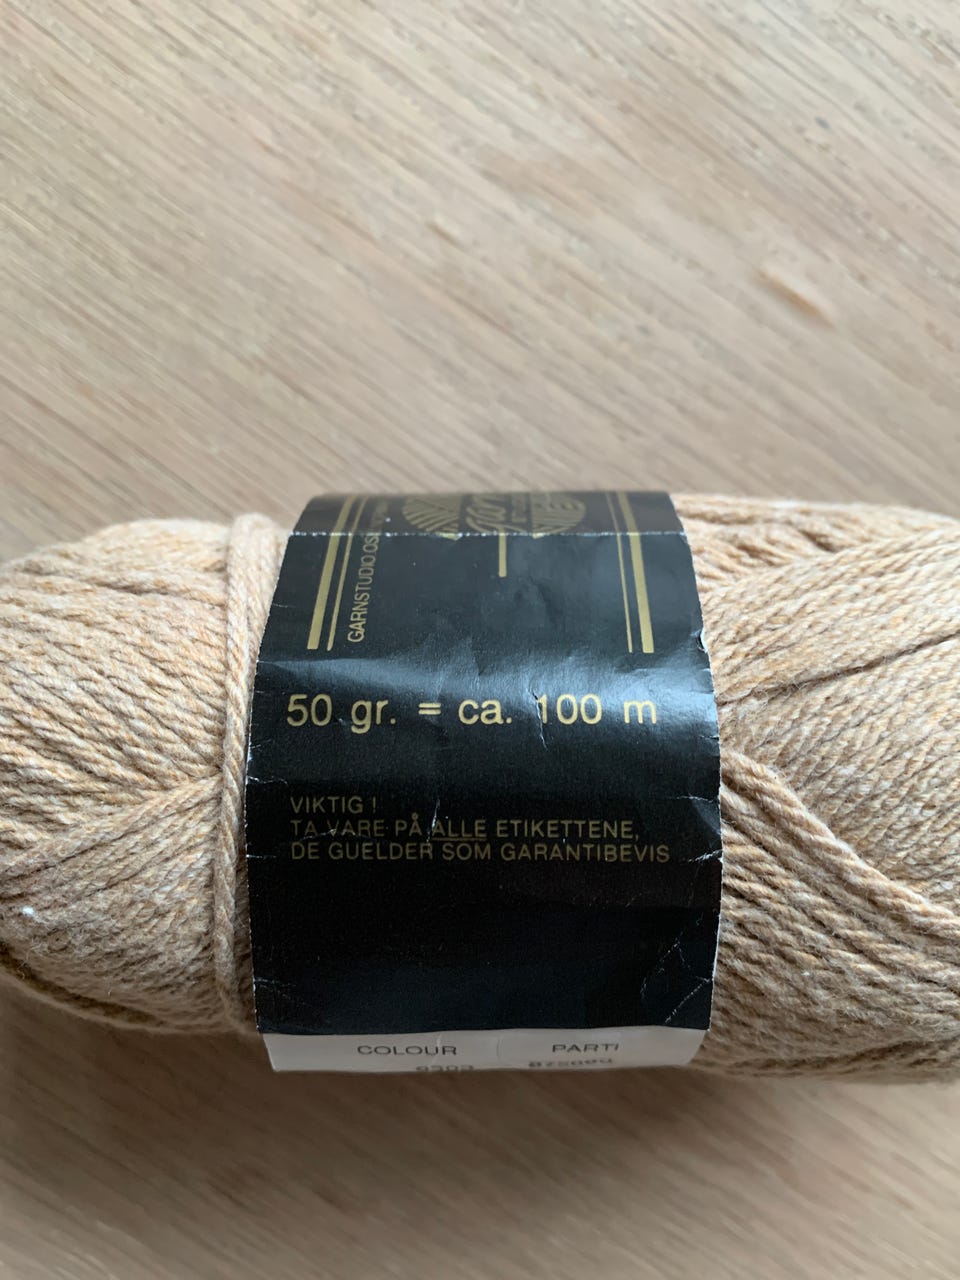 GARNSTUDIO
50 gr. = ca. 100 m
VIKTIG !
TA VARE PÅ ALLE ETIKETTENE,
DE GUELDER SOM GARANTIBEVIS
COLOUR PARTI